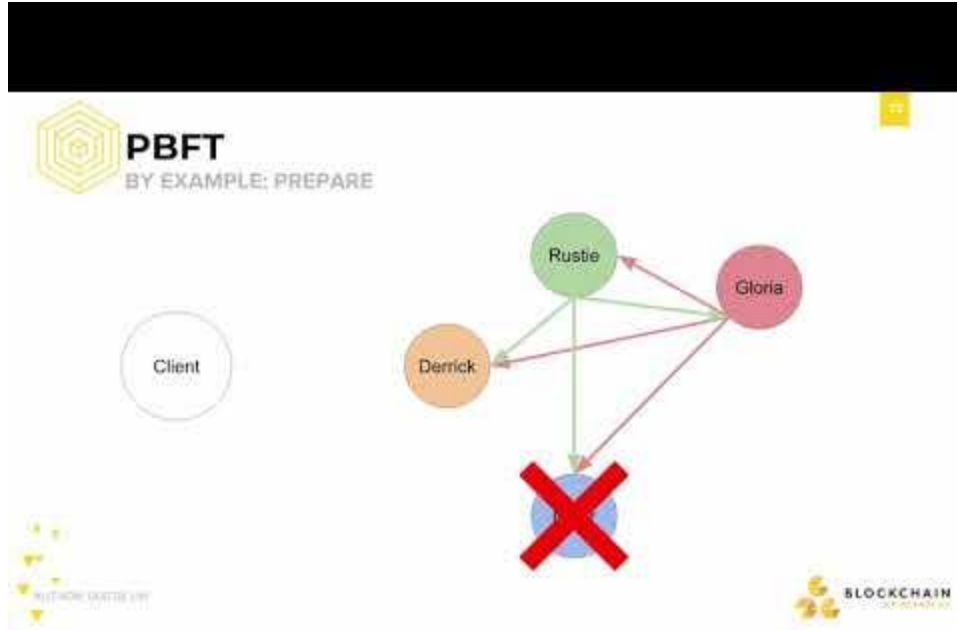 PBFT
BY EXAMPLE: PREPARE
Rustie
Gloria
Client
Derrick
BLOCKCHAIN